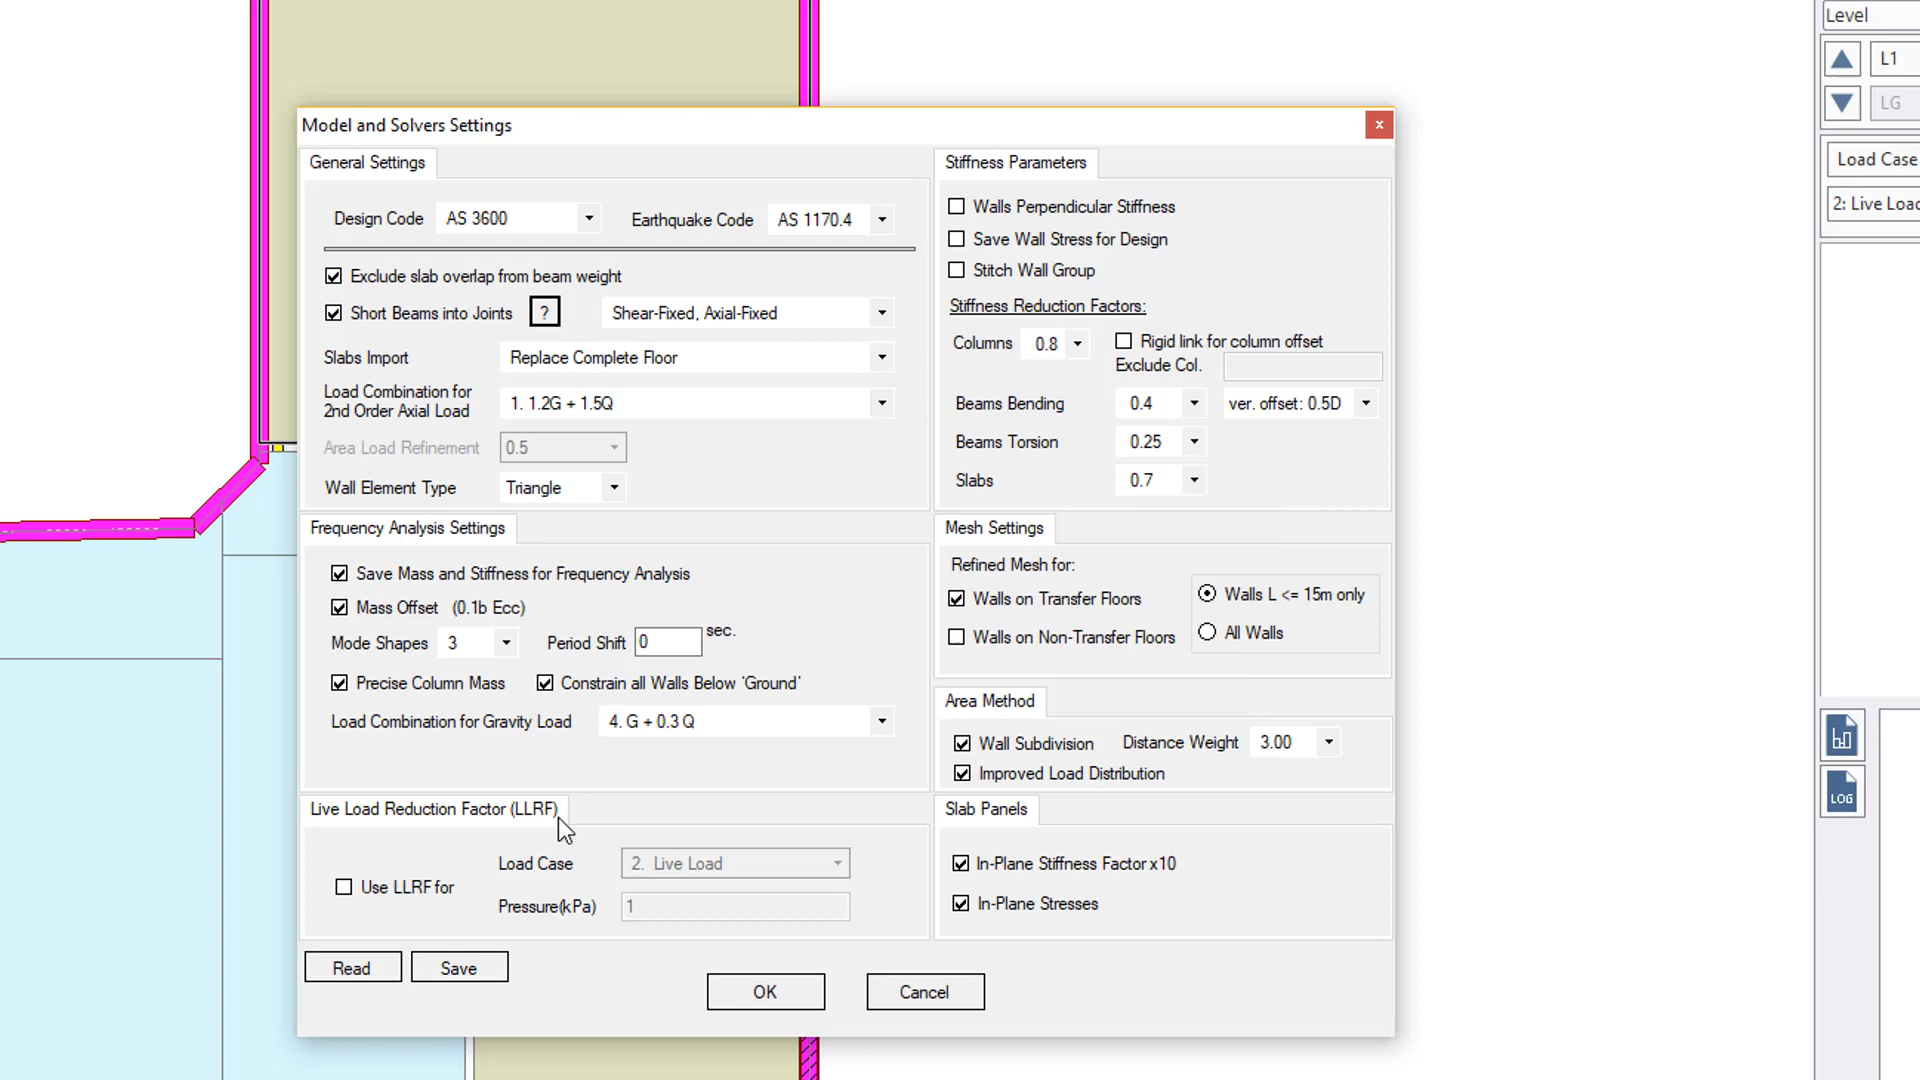 Level
L1
LG
Load Case
2: Live Load
Model and Solvers Settings
x
General Settings
Design Code AS 3600 Earthquake Code AS 1170.4
Exclude slab overlap from beam weight
Short Beams into Joints ? Shear-Fixed, Axial-Fixed
Slabs Import Replace Complete Floor
Load Combination for
2nd Order Axial Load
1. 1.2G + 1.5Q
Area Load Refinement 0.5
Wall Element Type Triangle
Stiffness Parameters
Walls Perpendicular Stiffness
Save Wall Stress for Design
Stitch Wall Group
Stiffness Reduction Factors:
Columns 0.8 Rigid link for column offset
Exclude Col.
Beams Bending 0.4 ver. offset: 0.5D
Beams Torsion 0.25
Slabs 0.7
Frequency Analysis Settings
Save Mass and Stiffness for Frequency Analysis
Mass Offset (0.1b Ecc)
Mode Shapes 3 Period Shift 0 sec.
Precise Column Mass Constrain all Walls Below 'Ground'
Load Combination for Gravity Load 4. G + 0.3 Q
Mesh Settings
Refined Mesh for:
Walls on Transfer Floors Walls L <= 15m only
Walls on Non-Transfer Floors All Walls
Area Method
Wall Subdivision Distance Weight 3.00
Improved Load Distribution
Live Load Reduction Factor (LLRF)
Use LLRF for
Load Case 2. Live Load
Pressure(kPa) 1
Slab Panels
In-Plane Stiffness Factor x10
In-Plane Stresses
Read Save
OK Cancel
LOG